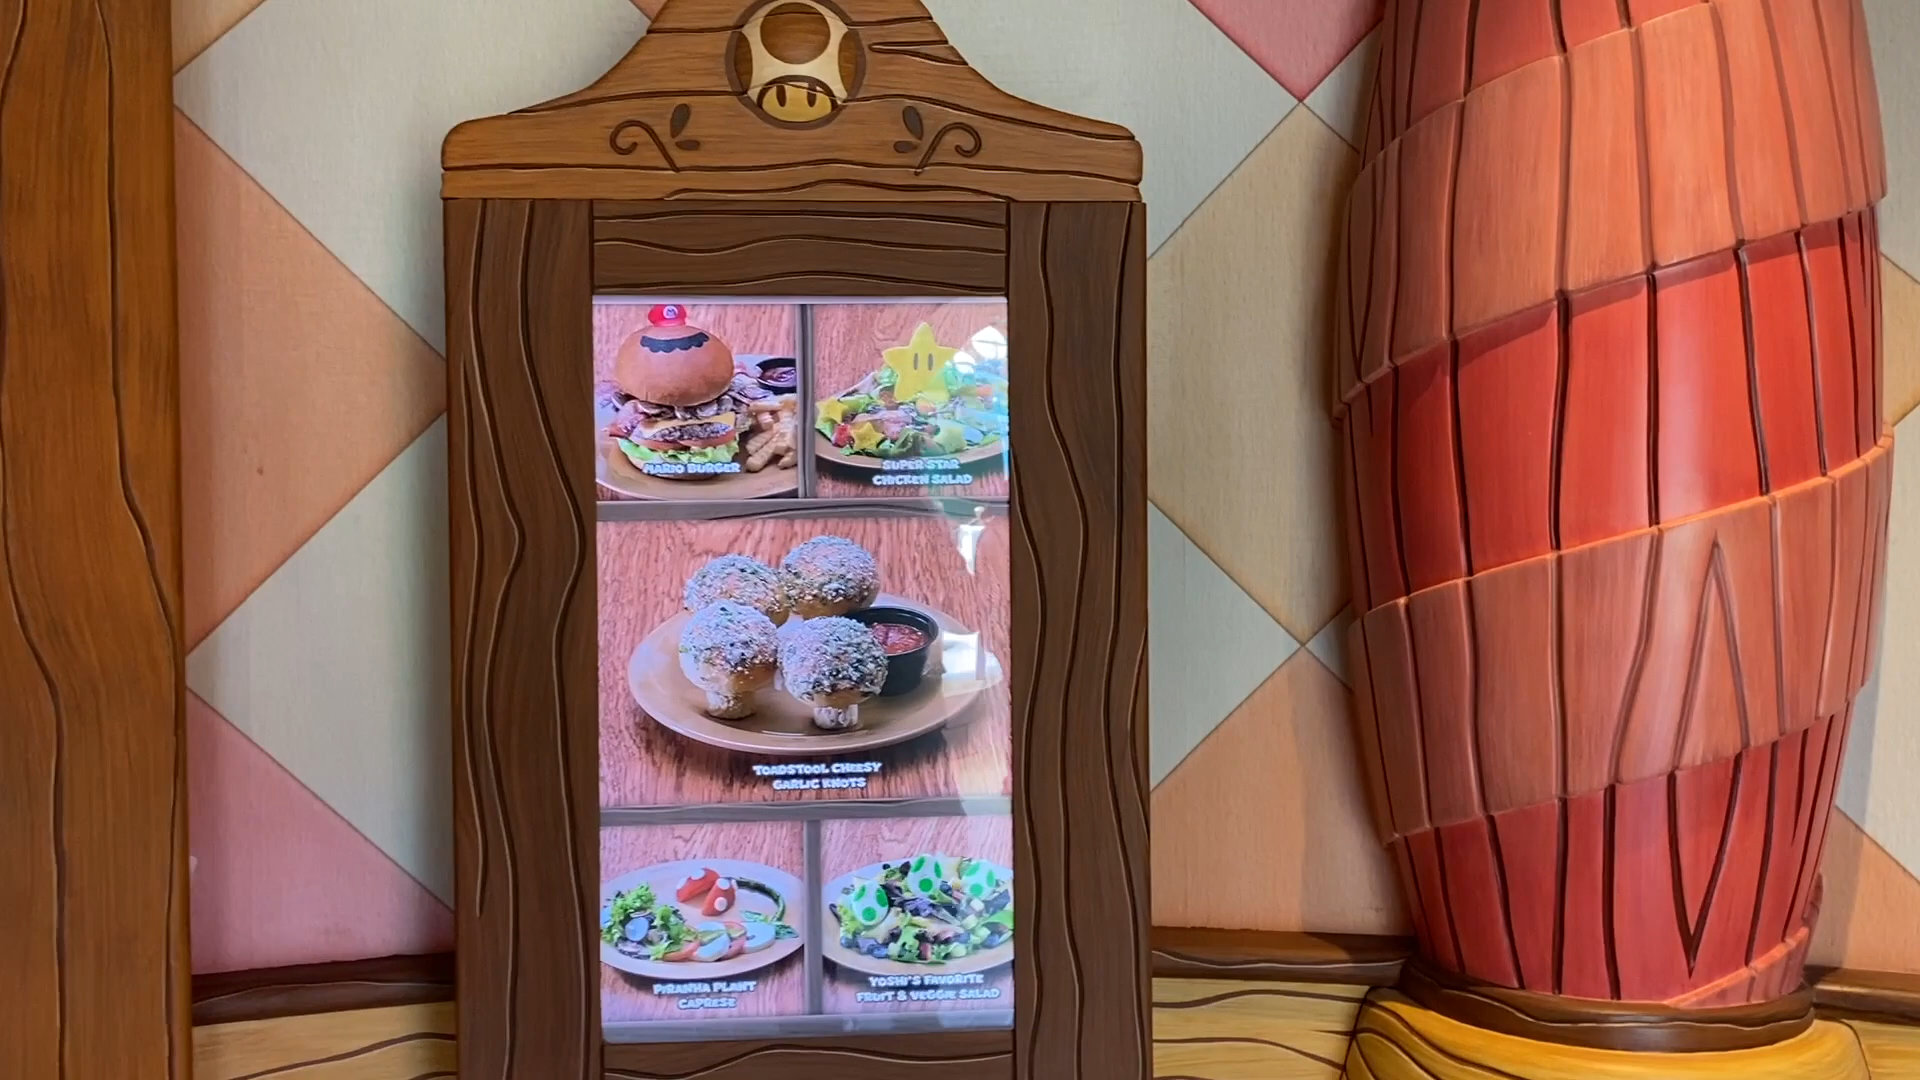 M
MARIO BURGER
SUPER STAR
CHICKEN SALAD
TOADSTOOL CHEESY
GARLIC KNOTS
PIRANHA PLANT
CAPRESE
YOSHI'S FAVORITE
FRUIT & VEGGIE SALAD